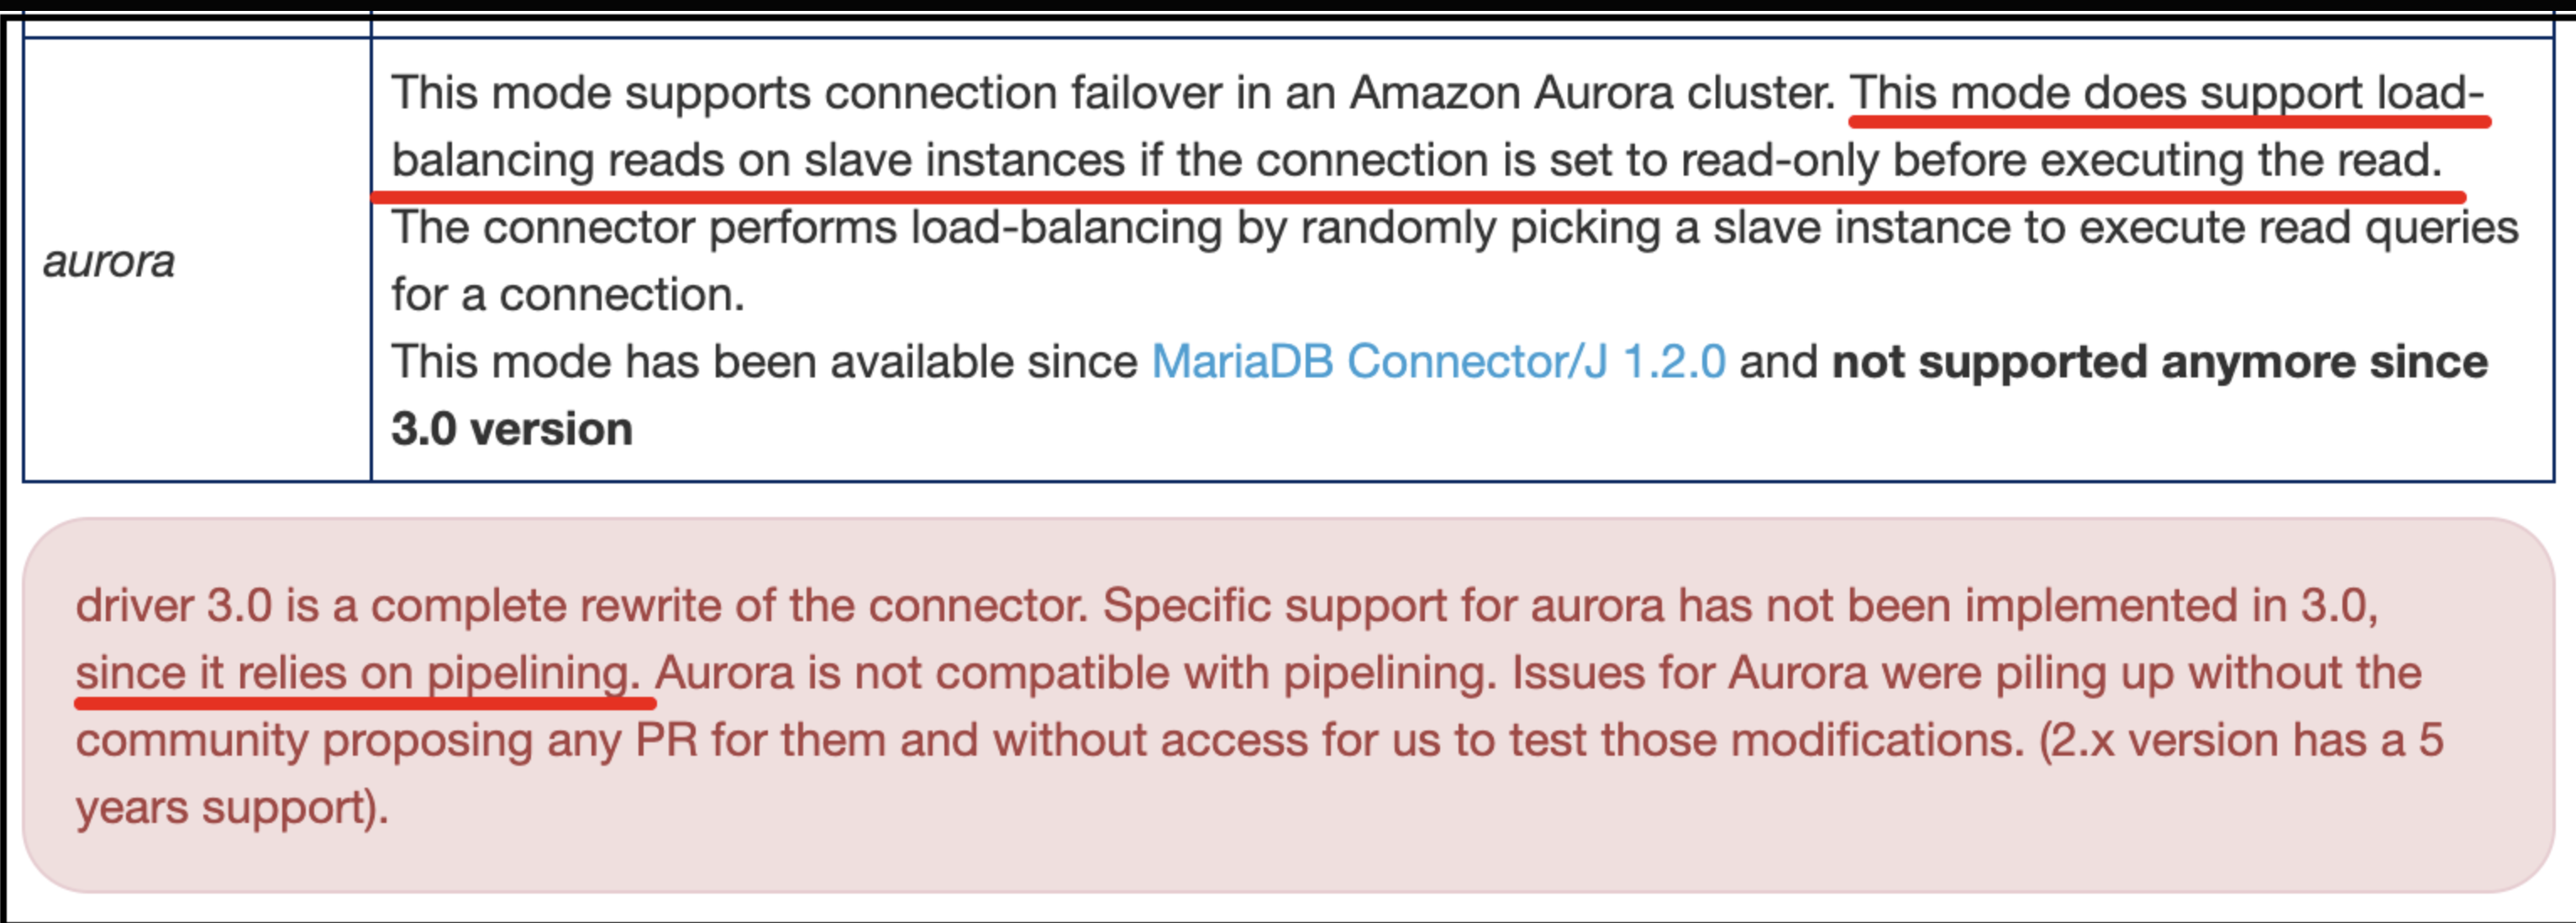 This mode supports connection failover in an Amazon Aurora cluster. This mode does support load-
balancing reads on slave instances if the connection is set to read-only before executing the read.
The connector performs load-balancing by randomly picking a slave instance to execute read queries
aurora
for a connection.
This mode has been available since MariaDB Connector/J 1.2.0 and not supported anymore since
3.0 version
driver 3.0 is a complete rewrite of the connector. Specific support for aurora has not been implemented in 3.0,
since it relies on pipelining. Aurora is not compatible with pipelining. Issues for Aurora were piling up without the
community proposing any PR for them and without access for us to test those modifications. (2.x version has a 5
years support).